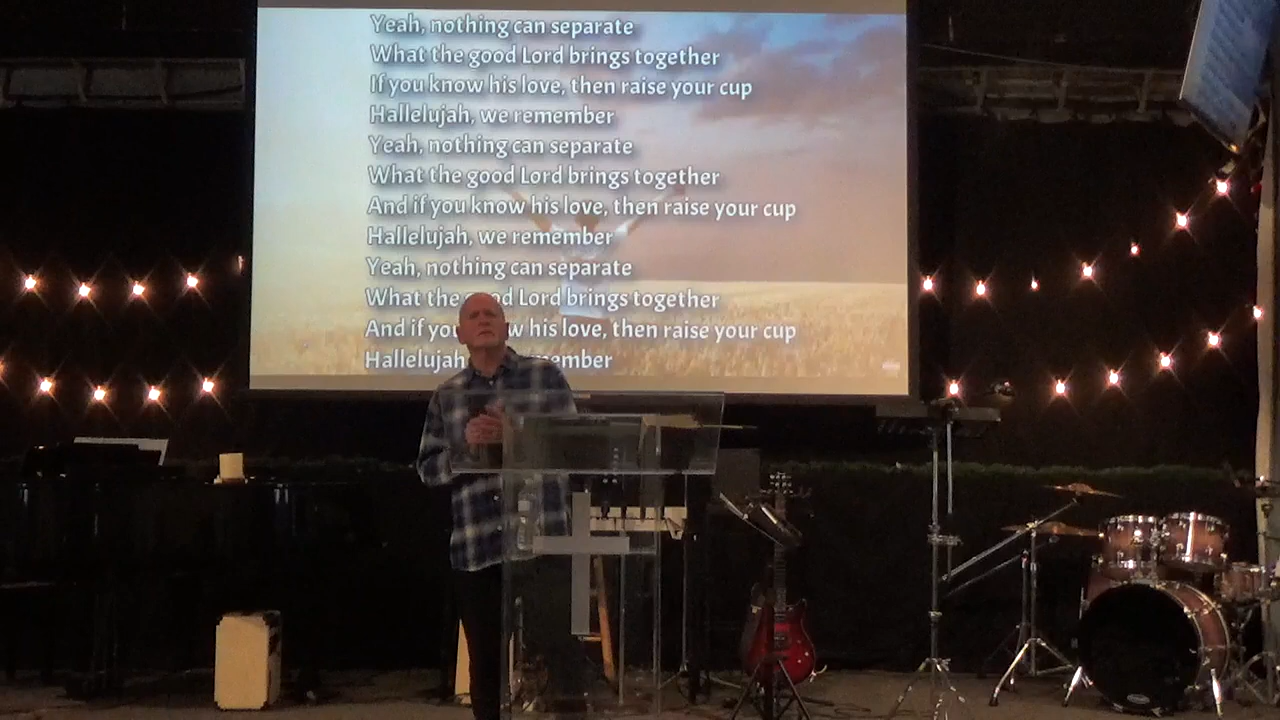 Yeah, nothing can separate
What the good Lord brings together
If you know his love, then raise your cup
Hallelujah, we remember
Yeah, nothing can separate
What the good Lord brings together
And if you know his love, then raise your cup
Hallelujah, we remember
Yeah, nothing can separate
What the good Lord brings together
And if you know his love, then raise your cup
Hallelujah remember